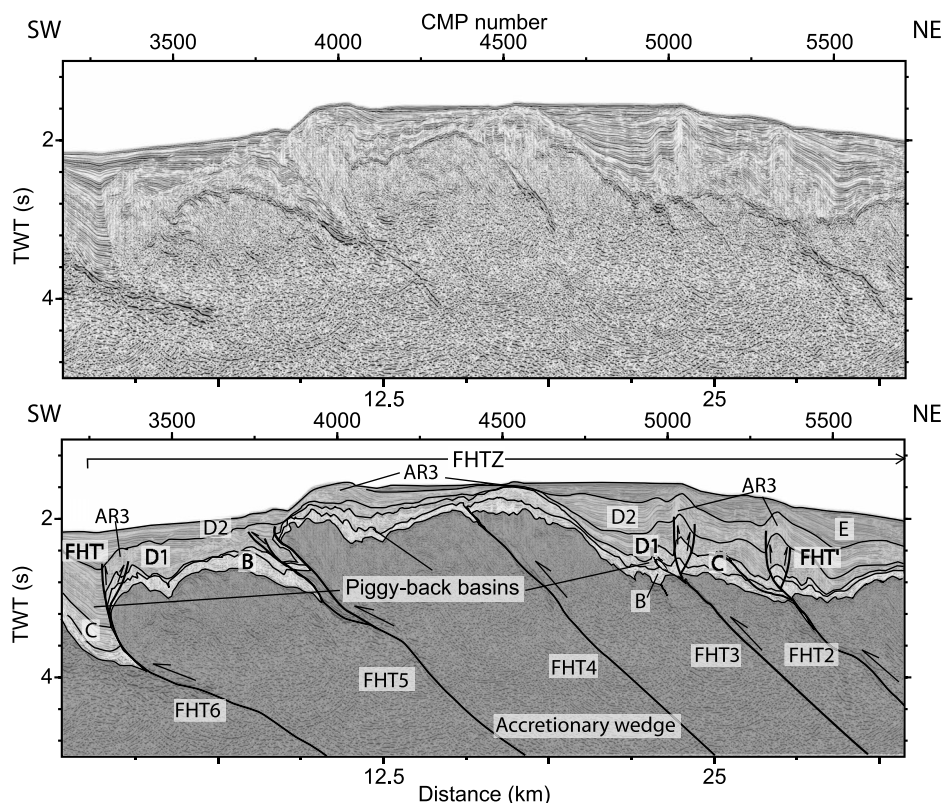 SW CMP number NE
3500 4000 4500 5000 5500
2
TWT (s)
4
12.5 25
SW 3500 4000 4500 5000 5500 NE
FHTZ
AR3 AR3
AR3 D2 D2 E
2
FHT' D1 B D1 C FHT'
Piggy-back basins
B
TWT (s)
C
FHT5 FHT4 FHT3 FHT2
4
FHT6
Accretionary wedge
12.5 25
Distance (km)